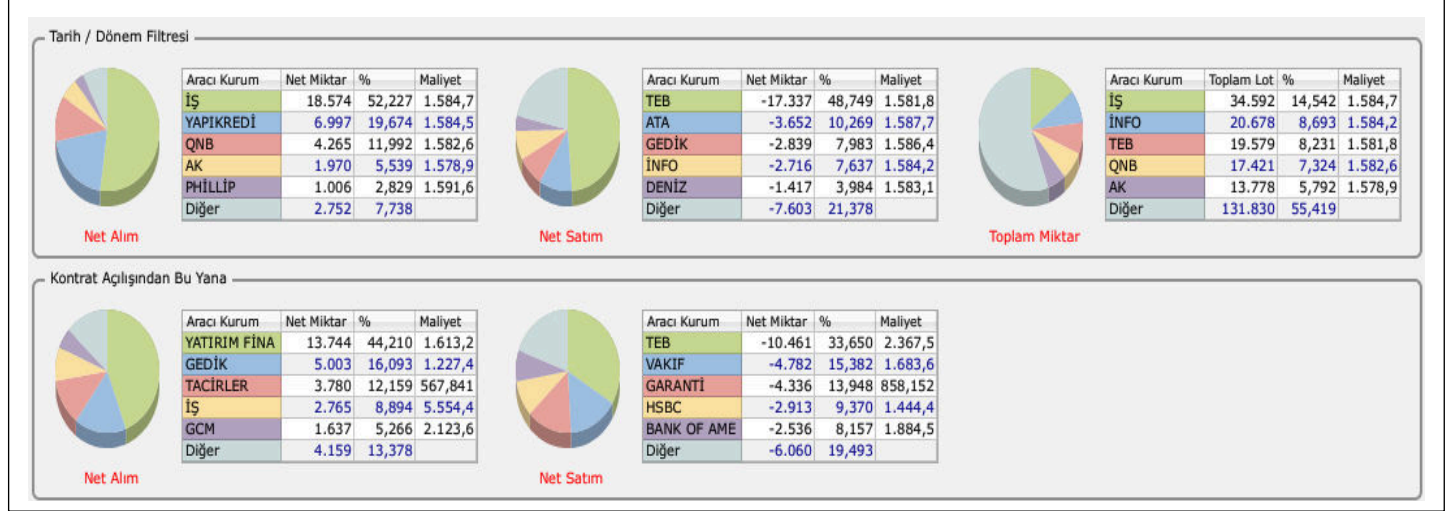 Tarih / Dönem Filtresi
Aracı Kurum Net Miktar % Maliyet
İŞ 18.574 52,227 1.584,7
YAPIKREDİ 6.997 19,674 1.584,5
QNB 4.265 11,992 1.582,6
AK 1.970 5,539 1.578,9
PHİLLİP 1.006 2,829 1.591,6
Diğer 2.752 7,738
Net Alım
Aracı Kurum Net Miktar % Maliyet
TEB -17.337 48,749 1.581,8
ATA -3.652 10,269 1.587,7
GEDİK -2.839 7,983 1.586,4
İNFO -2.716 7,637 1.584,2
DENİZ -1.417 3,984 1.583,1
Diğer -7.603 21,378
Net Satım
Aracı Kurum Toplam Lot % Maliyet
İŞ 34.592 14,542 1.584,7
İNFO 20.678 8,693 1.584,2
TEB 19.579 8,231 1.581,8
QNB 17.421 7,324 1.582,6
AK 13.778 5,792 1.578,9
Diğer 131.830 55,419
Toplam Miktar
Kontrat Açılışından Bu Yana
Aracı Kurum Net Miktar % Maliyet
YATIRIM FİNA 13.744 44,210 1.613,2
GEDİK 5.003 16,093 1.227,4
TACİRLER 3.780 12,159 567,841
İŞ 2.765 8,894 5.554,4
GCM 1.637 5,266 2.123,6
Diğer 4.159 13,378
Net Alım
Aracı Kurum Net Miktar % Maliyet
TEB -10.461 33,650 2.367,5
VAKIF -4.782 15,382 1.683,6
GARANTİ -4.336 13,948 858,152
HSBC -2.913 9,370 1.444,4
BANK OF AME -2.536 8,157 1.884,5
Diğer -6.060 19,493
Net Satım